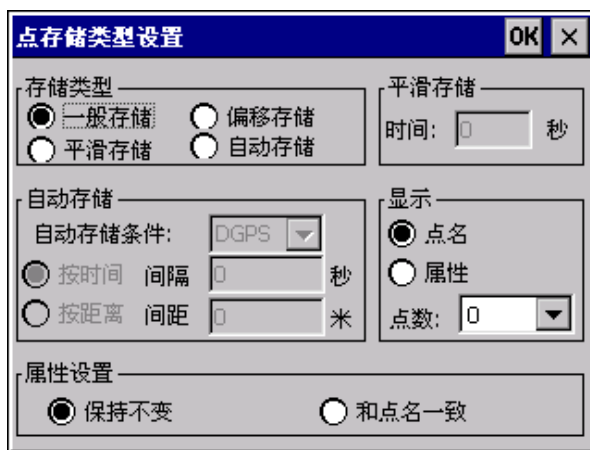 点存储类型设置 OK ×
存储类型
一般存储 偏移存储
平滑存储 自动存储
平滑存储
时间: 0 秒
自动存储
自动存储条件: DGPS
按时间 间隔 0 秒
按距离 间距 0 米
显示
点名
属性
点数: 0
属性设置
保持不变 和点名一致